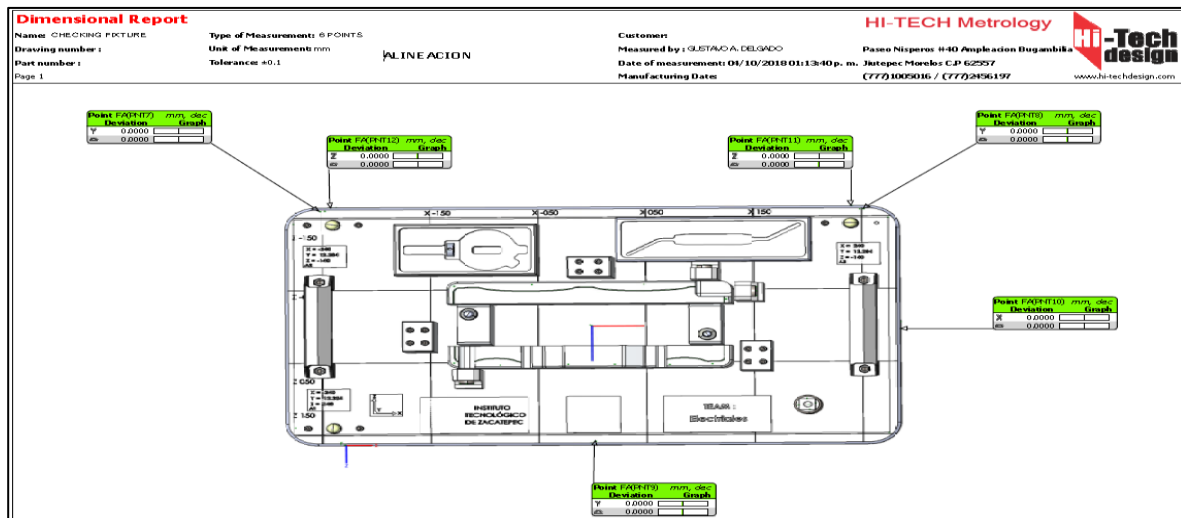 Dimensional Report
HI-TECH Metrology
Name: CHECKING FIXTURE
Type of Measurement: 6 POINTS
Customer:
Drawing number :
Unit of Measurement: mm
ALINEACION
Measured by : GUSTAVO A. DELGADO
Paseo Nisperos #40 Ampleacion Bugambilia
Part number :
Tolerance: ±0.1
Date of measurement: 04/10/2018 01:13:40 p. m.
Jiutepec Morelos C.P 62557
Page 1
Manufacturing Date:
(777)1005016 / (777)2456197
Hi-Tech
design
www.hi-techdesign.com
Point FA(PNT7) mm, dec
Deviation Graph
Y 0.0000
0.0000
Point FA(PNT12) mm, dec
Deviation Graph
Z 0.0000
0.0000
Point FA(PNT11) mm, dec
Deviation Graph
Z 0.0000
0.0000
Point FA(PNT8) mm, dec
Deviation Graph
Y 0.0000
0.0000
X -150
X -050
X 050
X 150
Point FA(PNT10) mm, dec
Deviation Graph
X 0.0000
0.0000
Z 050
Z 150
INSTITUTO
TECNOLÓGICO
DE ZACATEPEC
TEAM :
Electriales
Point FA(PNT9) mm, dec
Deviation Graph
Y 0.0000
0.0000